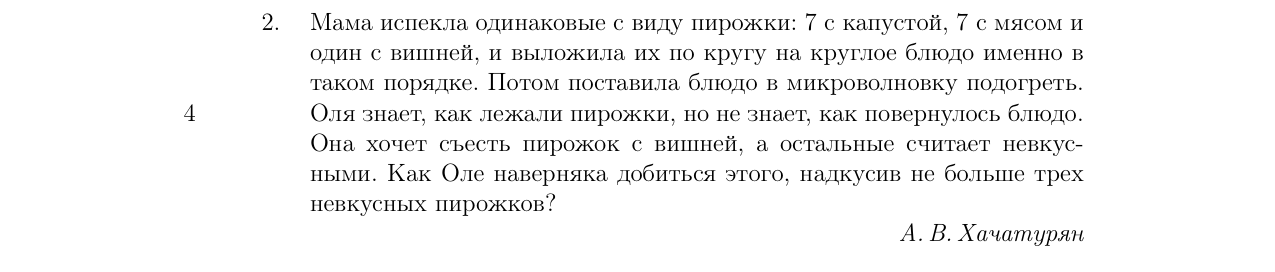 2. Мама испекла одинаковые с виду пирожки: 7 с капустой, 7 с мясом и
один с вишней, и выложила их по кругу на круглое блюдо именно в
таком порядке. Потом поставила блюдо в микроволновку подогреть.
4 Оля знает, как лежали пирожки, но не знает, как повернулось блюдо.
Она хочет съесть пирожок с вишней, а остальные считает невкус-
ными. Как Оле наверняка добиться этого, надкусив не больше трех
невкусных пирожков?
А. В. Хачатурян